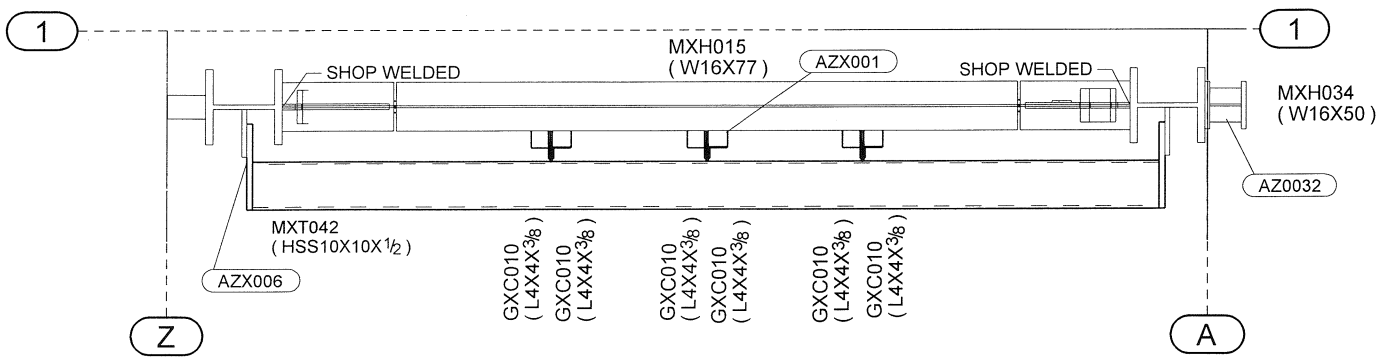 1
1
MXH015
( W16X77 )
AZX001
SHOP WELDED
SHOP WELDED
MXH034
( W16X50 )
AZ0032
MXT042
( HSS10X10X1/2 )
AZX006
GXC010
( L4X4X3/8 )
GXC010
( L4X4X3/8 )
GXC010
( L4X4X3/8 )
GXC010
( L4X4X3/8 )
GXC010
( L4X4X3/8 )
GXC010
( L4X4X3/8 )
Z
A